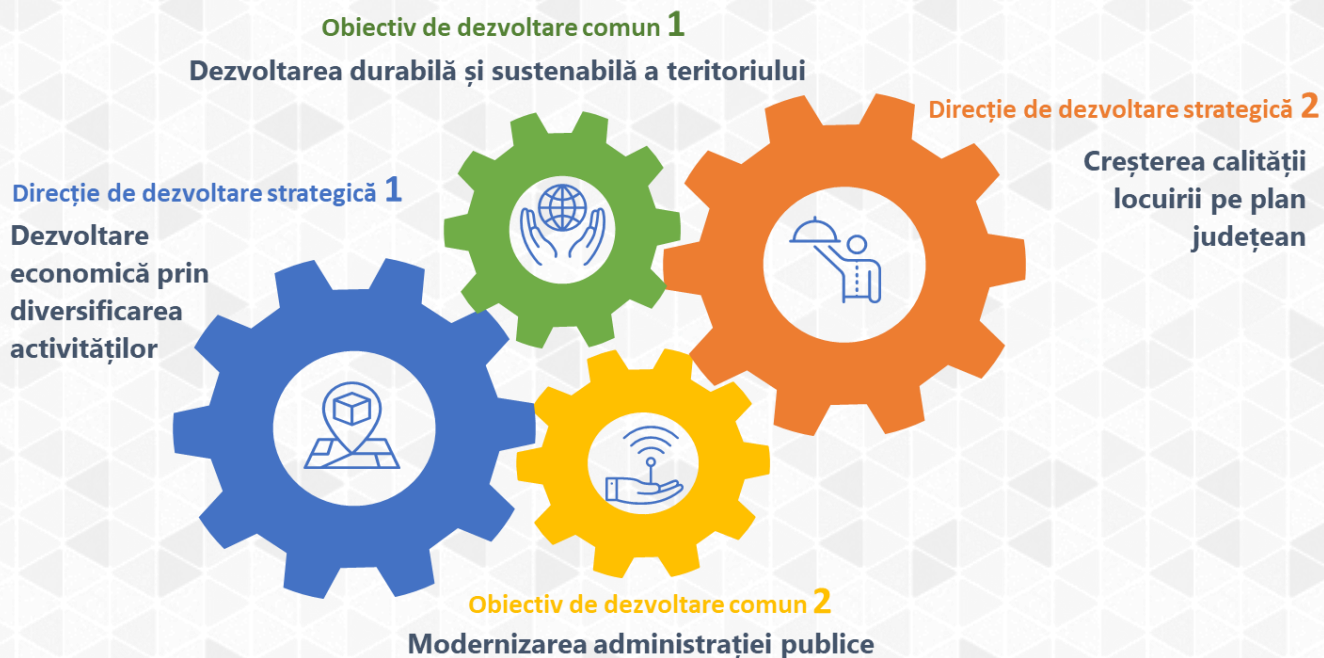 Obiectiv de dezvoltare comun 1
Dezvoltarea durabilă și sustenabilă a teritoriului
Direcție de dezvoltare strategică 2
Creșterea calității
locuirii pe plan
județean
Direcție de dezvoltare strategică 1
Dezvoltare
economică prin
diversificarea
activităților
Obiectiv de dezvoltare comun 2
Modernizarea administrației publice